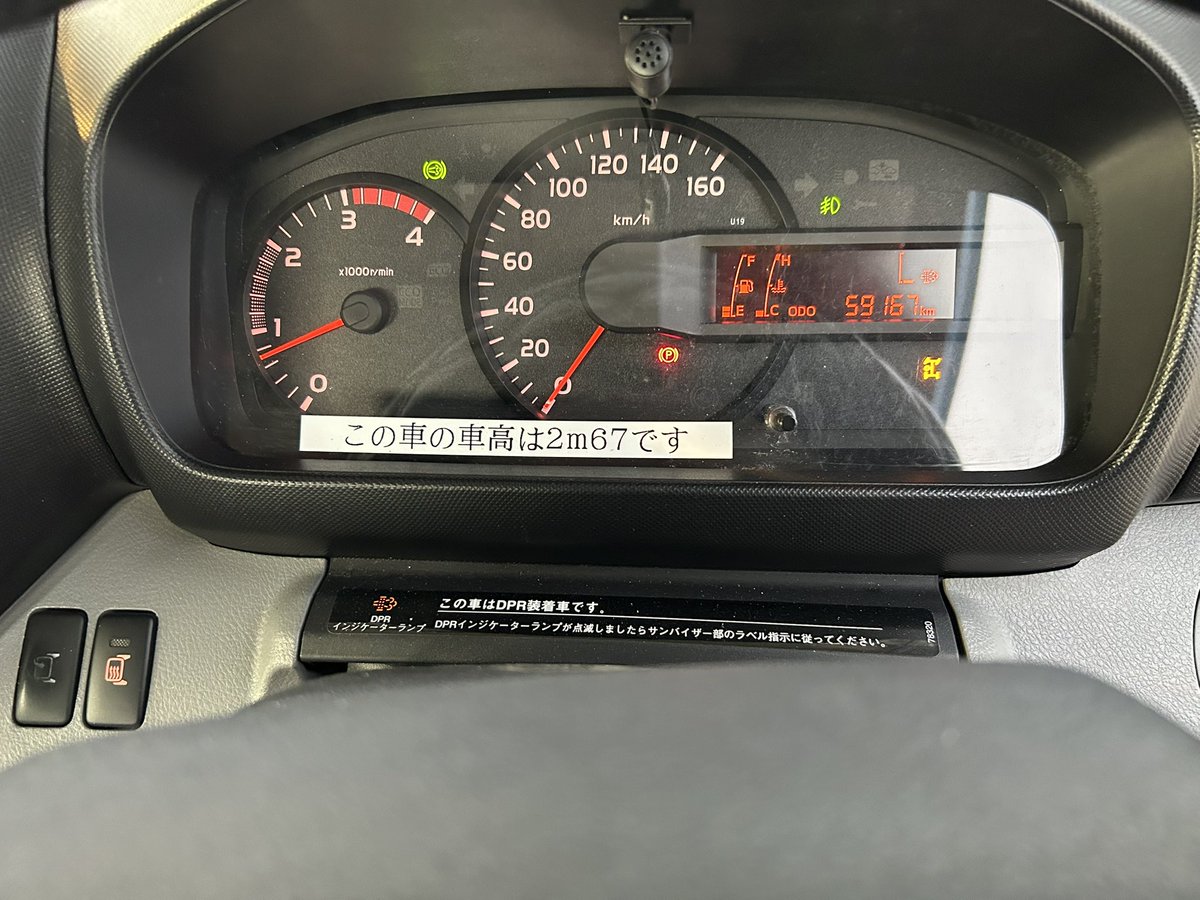 120 140
100 160
80
km/h U19
60
40
20
0
3
2 4
x1000r/min
1
0
F H
E C ODO 59167km
P
この車の車高は2m67です
DPR
インジケーターランプ
この車はDPR装着車です。
DPRインジケーターランプが点滅しましたらサンバイザー部のラベル指示に従ってください。
78320